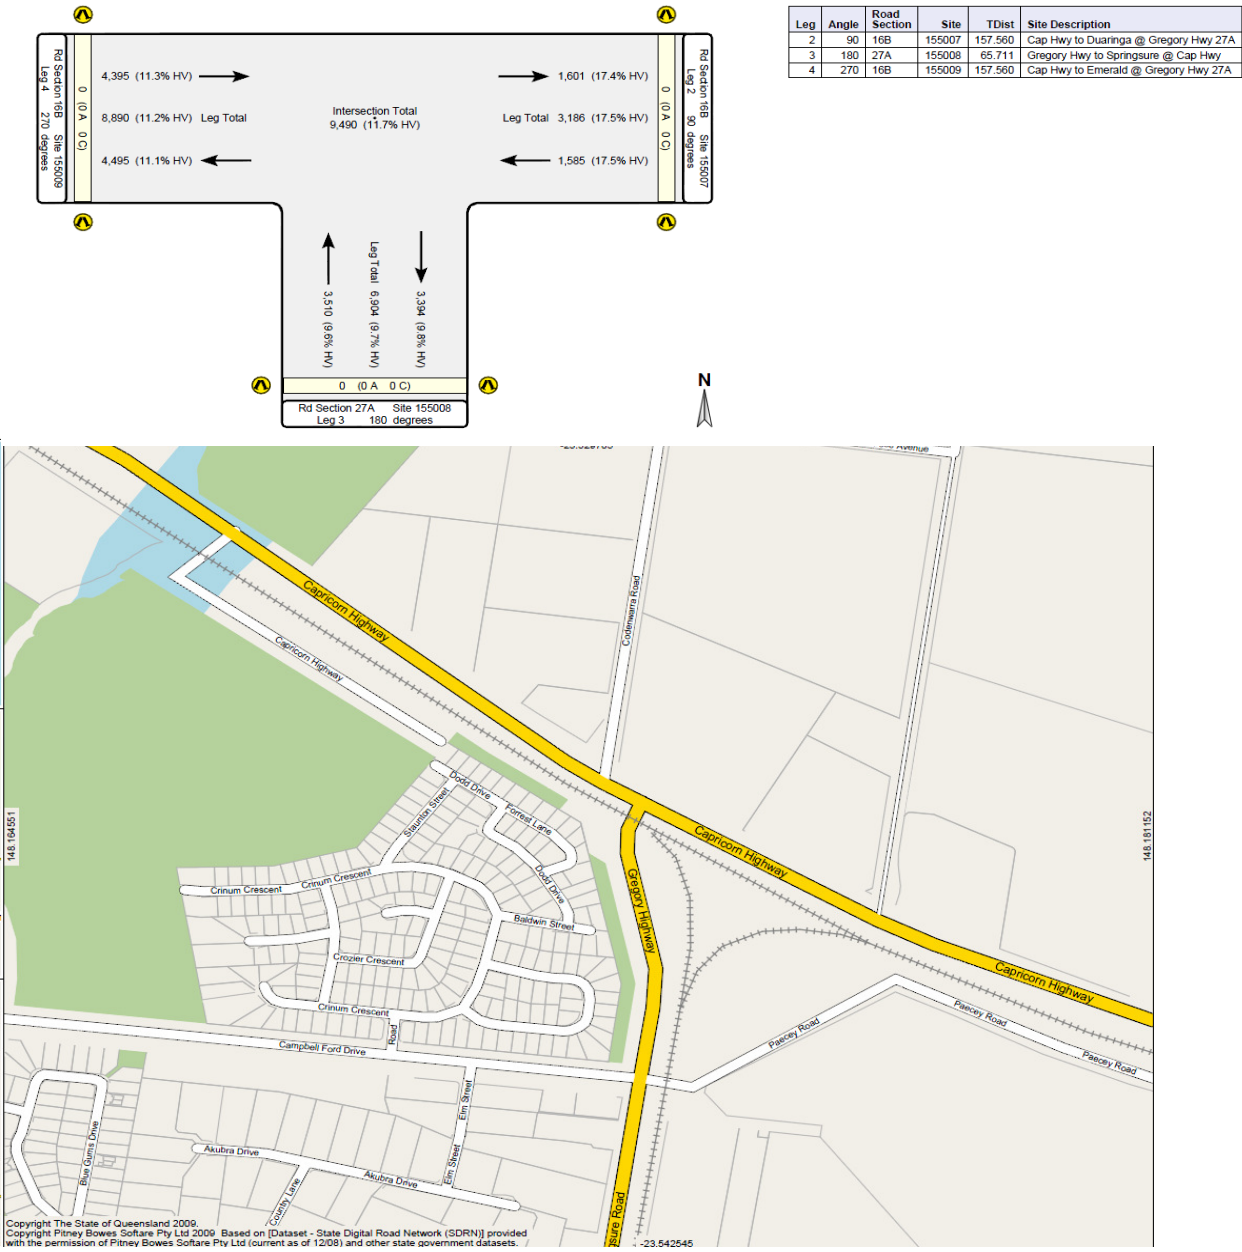 Leg Angle Road Section Site TDist Site Description
2 90 16B 155007 157.560 Cap Hwy to Duaringa @ Gregory Hwy 27A
3 180 27A 155008 65.711 Gregory Hwy to Springsure @ Cap Hwy
4 270 16B 155009 157.560 Cap Hwy to Emerald @ Gregory Hwy 27A
Rd Section 16B Site 155009
Leg 4 270 degrees
0 (0 A 0 C)
4,395 (11.3% HV)
8,890 (11.2% HV) Leg Total
4,495 (11.1% HV)
Intersection Total
9,490 (11.7% HV)
1,601 (17.4% HV)
Leg Total 3,186 (17.5% HV)
1,585 (17.5% HV)
0 (0 A 0 C)
Rd Section 16B Site 155007
Leg 2 90 degrees
3,510 (9.6% HV)
Leg Total 6,904 (9.7% HV)
3,394 (9.8% HV)
0 (0 A 0 C)
Rd Section 27A Site 155008
Leg 3 180 degrees
N
Avenue
Capricorn Highway
Codenwarra Road
Capricorn Highway
148.164551
148.181152
Dodd Drive
Staunton Street
Forrest Lane
Capricorn Highway
Dodd Drive
Crinum Crescent
Crinum Crescent
Gregory Highway
Baldwin Street
Crozier Crescent
Capricorn Highway
Crinum Crescent
Road
Paecey Road
Paecey Road
Paecey Road
Campbell Ford Drive
Elm Street
Blue Gums Drive
Akubra Drive
Elm Street
Akubra Drive
Country Lane
gsure Road
Copyright The State of Queensland 2009.
Copyright Pitney Bowes Softare Pty Ltd 2009 Based on [Dataset - State Digital Road Network (SDRN)] provided
with the permission of Pitney Bowes Softare Pty Ltd (current as of 12/08) and other state government datasets.
-23.542545